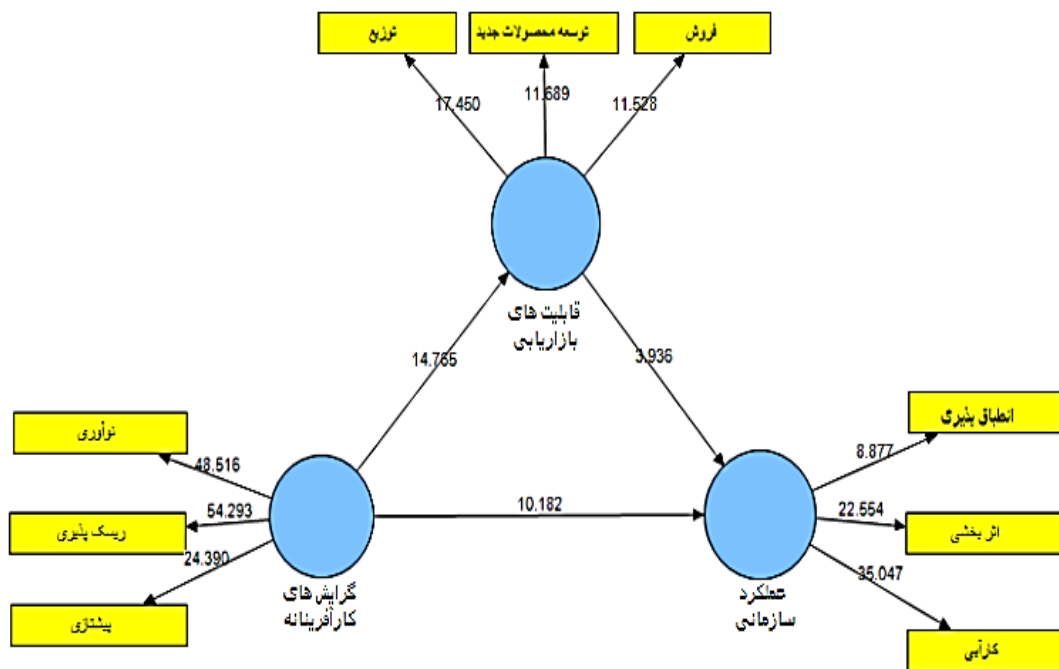 توزیع
توسعه محصولات جدید
فروش
17.450
11.689
11.528
قابلیت های
بازاریابی
14.765
3.936
نوآوری
ریسک پذیری
پیشتازی
48.516
54.293
24.390
گرایش‌های
کارآفرینانه
10.182
عملکرد
سازمانی
انطباق پذیری
اثر بخشی
کارآیی
8.877
22.554
35.047